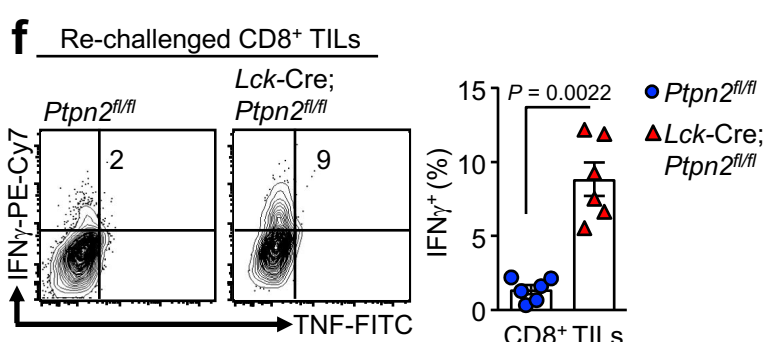 f Re-challenged CD8⁺ TILs
Ptpn2fl/fl
Lck-Cre;
Ptpn2fl/fl
IFNγ-PE-Cy7
2
9
TNF-FITC
IFNγ⁺ (%)
15
10
5
0
P = 0.0022
CD8⁺ TILs
Ptpn2fl/fl
Lck-Cre;
Ptpn2fl/fl